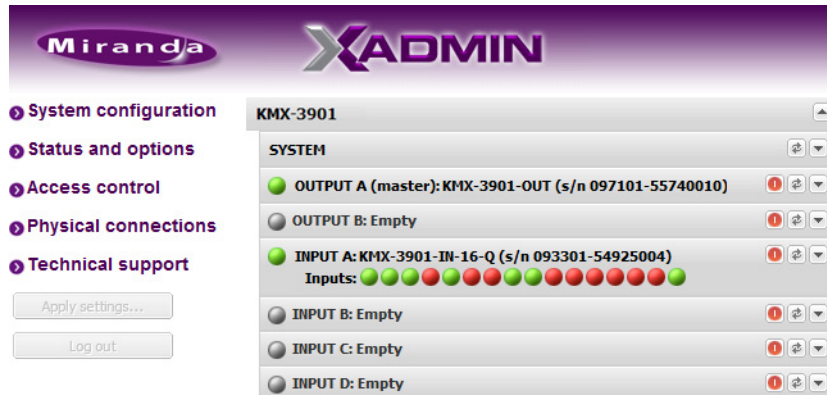 Miranda
XADMIN
System configuration
Status and options
Access control
Physical connections
Technical support
Apply settings...
Log out
KMX-3901
SYSTEM
OUTPUT A (master): KMX-3901-OUT (s/n 097101-55740010)
OUTPUT B: Empty
INPUT A: KMX-3901-IN-16-Q (s/n 093301-54925004)
Inputs:
INPUT B: Empty
INPUT C: Empty
INPUT D: Empty